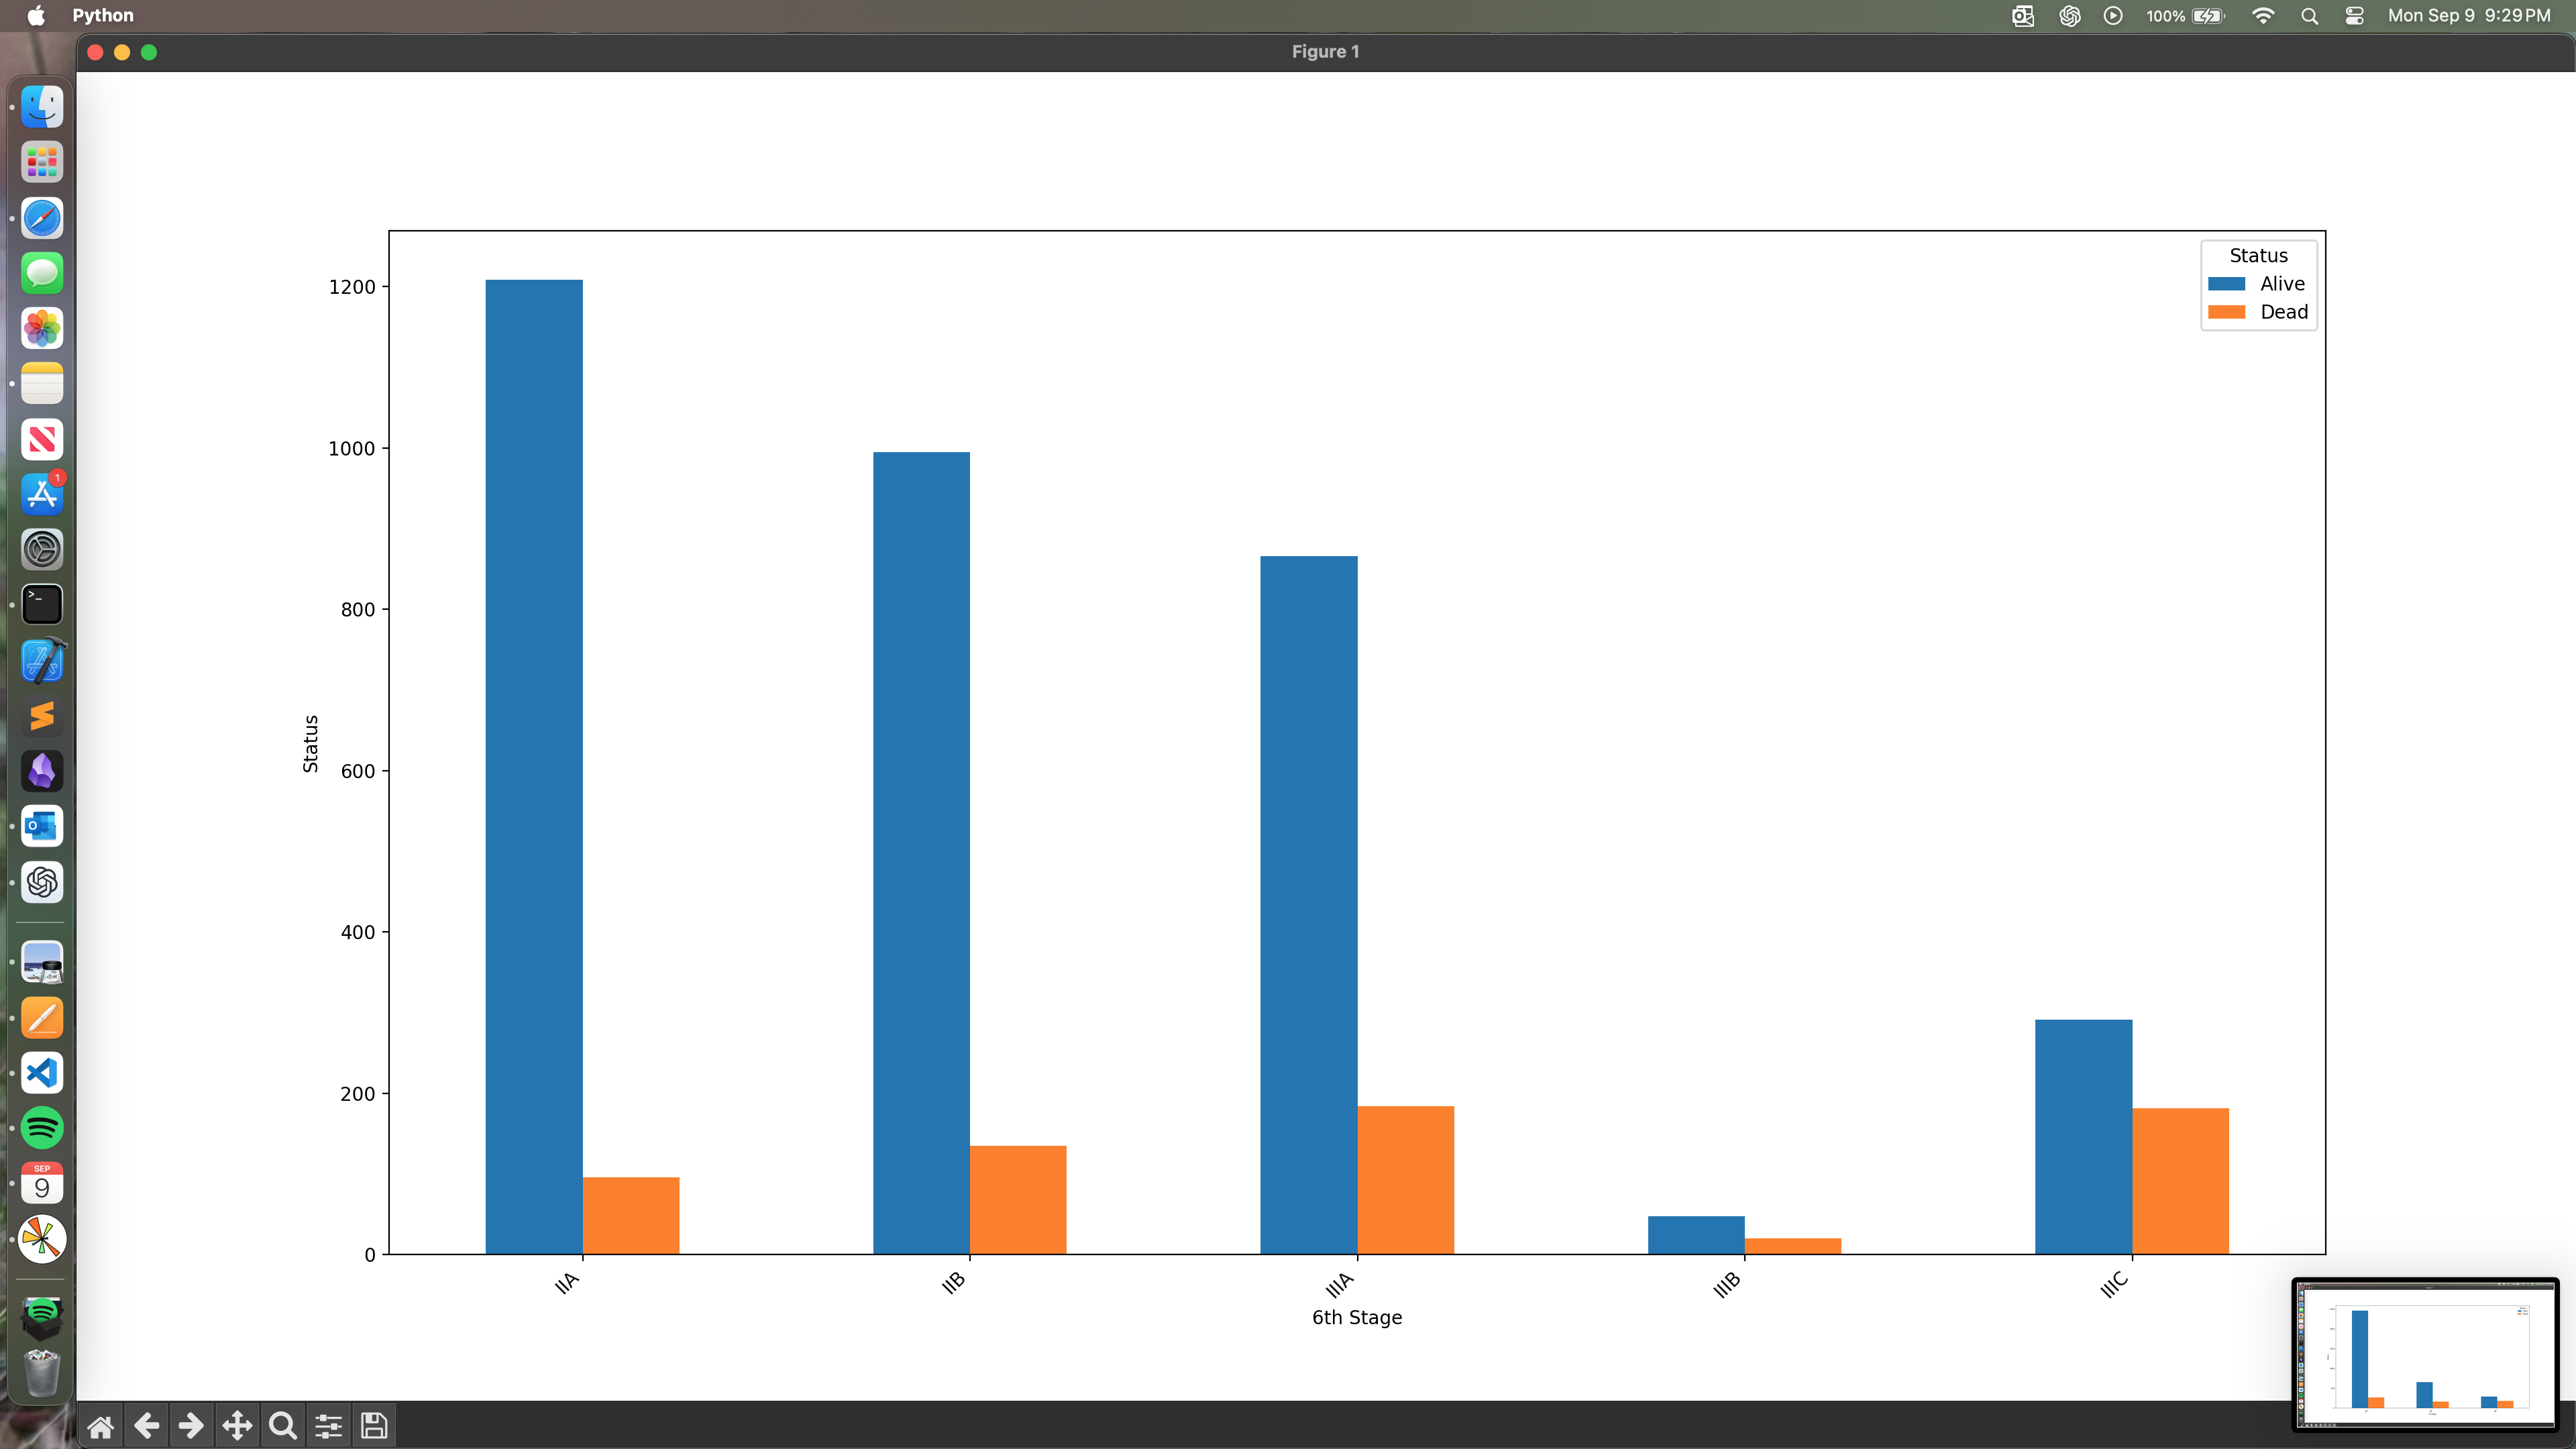 Python
100%
Mon Sep 9 9:29 PM
Figure 1
Status
Alive
Dead
1200
1000
800
600
400
200
0
Status
IIA
IIB
IIIA
IIIB
IIIC
6th Stage
1
>_
SEP
9